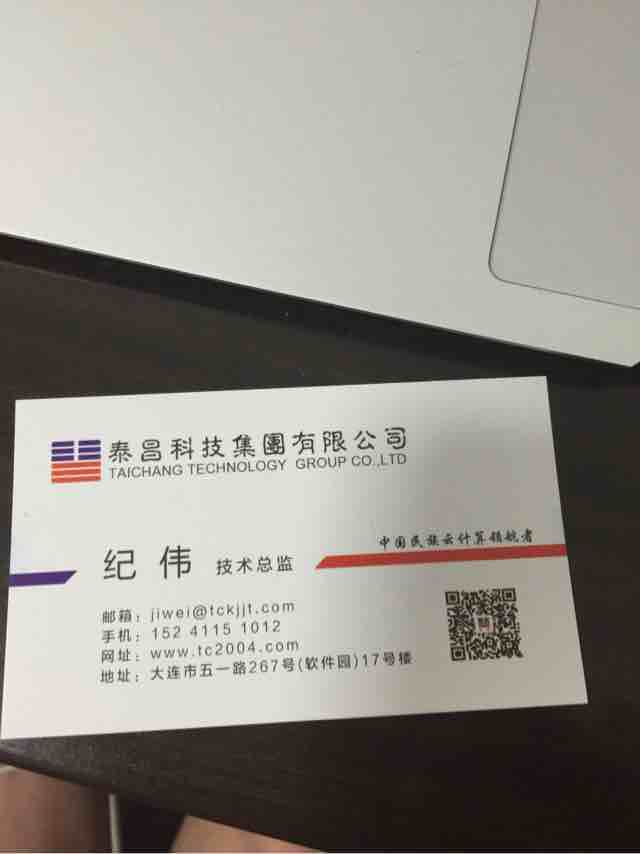 泰昌科技集團有限公司
TAICHANG TECHNOLOGY GROUP CO.,LTD
中国民族云计算领航者
纪伟 技术总监
邮箱：jiwei@tckjjt.com
手机：152 4115 1012
网址：www.tc2004.com
地址：大连市五一路267号(软件园)17号楼